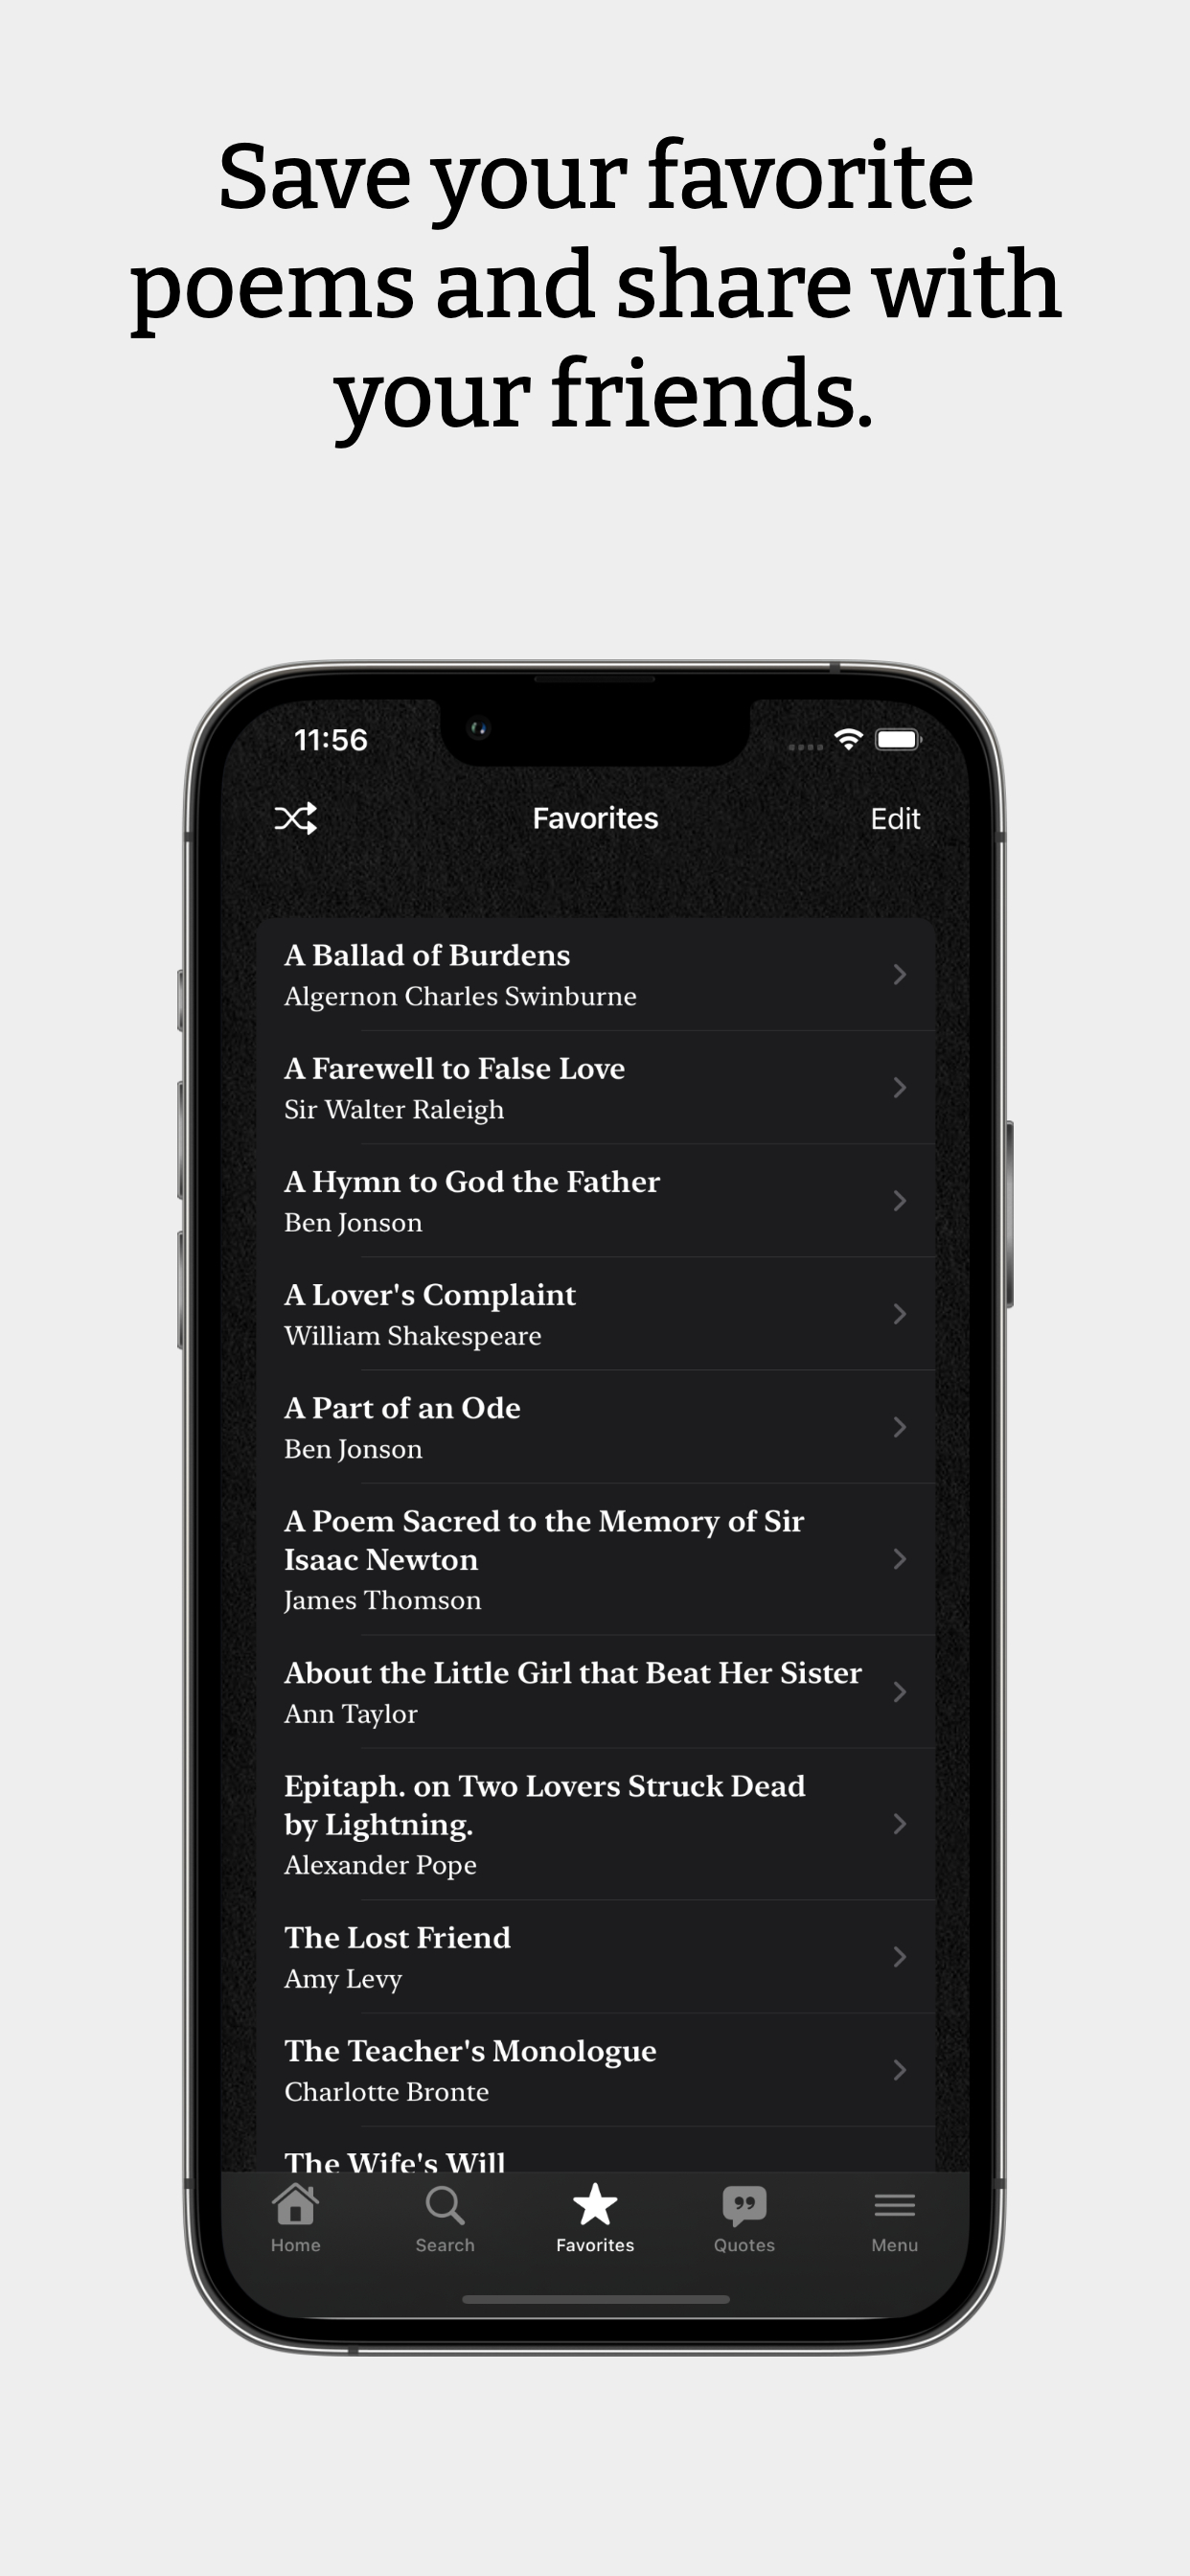 Save your favorite
poems and share with
your friends.
11:56
Favorites
Edit
A Ballad of Burdens
Algernon Charles Swinburne
A Farewell to False Love
Sir Walter Raleigh
A Hymn to God the Father
Ben Jonson
A Lover's Complaint
William Shakespeare
A Part of an Ode
Ben Jonson
A Poem Sacred to the Memory of Sir
Isaac Newton
James Thomson
About the Little Girl that Beat Her Sister
Ann Taylor
Epitaph. on Two Lovers Struck Dead
by Lightning.
Alexander Pope
The Lost Friend
Amy Levy
The Teacher's Monologue
Charlotte Bronte
The Wife's Will
Home
Search
Favorites
Quotes
Menu